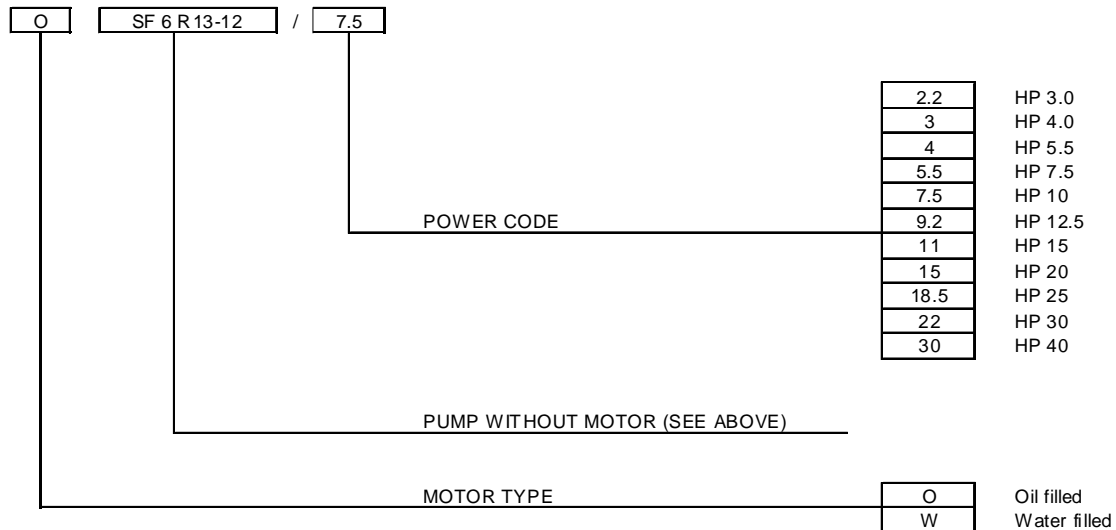 O SF 6 R 13-12 / 7.5
2.2 HP 3.0
3 HP 4.0
4 HP 5.5
5.5 HP 7.5
7.5 HP 10
POWER CODE 9.2 HP 12.5
11 HP 15
15 HP 20
18.5 HP 25
22 HP 30
30 HP 40
PUMP WITHOUT MOTOR (SEE ABOVE)
MOTOR TYPE O Oil filled
W Water filled